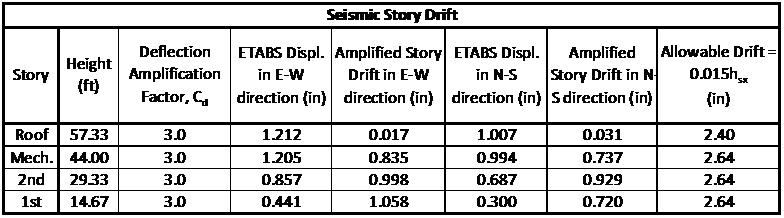 Seismic Story Drift
Story Height (ft) Deflection Amplification Factor, Cd ETABS Displ. in E-W direction (in) Amplified Story Drift in E-W direction (in) ETABS Displ. in N-S direction (in) Amplified Story Drift in N-S direction (in) Allowable Drift = 0.015hsx (in)
Roof 57.33 3.0 1.212 0.017 1.007 0.031 2.40
Mech. 44.00 3.0 1.205 0.835 0.994 0.737 2.64
2nd 29.33 3.0 0.857 0.998 0.687 0.929 2.64
1st 14.67 3.0 0.441 1.058 0.300 0.720 2.64